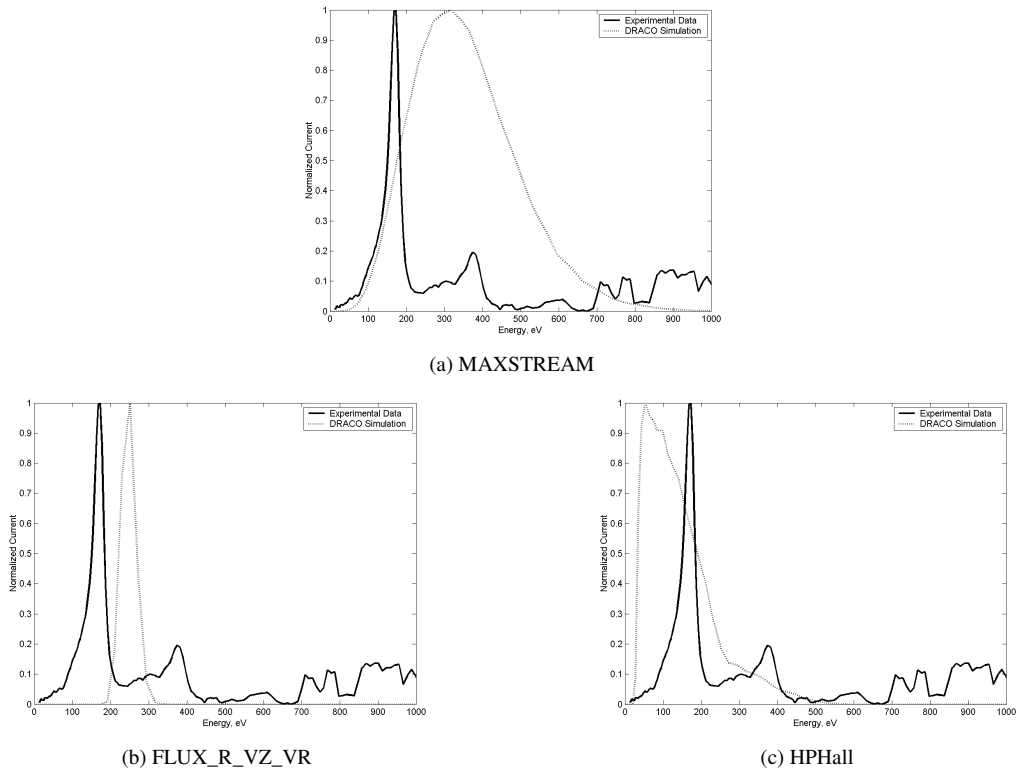 1
0.9
0.8
0.7
0.6
0.5
0.4
0.3
0.2
0.1
0
Normalized Current
0 100 200 300 400 500 600 700 800 900 1000
Energy, eV
Experimental Data
DRACO Simulation
(a) MAXSTREAM
1
0.9
0.8
0.7
0.6
0.5
0.4
0.3
0.2
0.1
0
Normalized Current
0 100 200 300 400 500 600 700 800 900 1000
Energy, eV
Experimental Data
DRACO Simulation
(b) FLUX_R_VZ_VR
1
0.9
0.8
0.7
0.6
0.5
0.4
0.3
0.2
0.1
0
Normalized Current
0 100 200 300 400 500 600 700 800 900 1000
Energy, eV
Experimental Data
DRACO Simulation
(c) HPHall